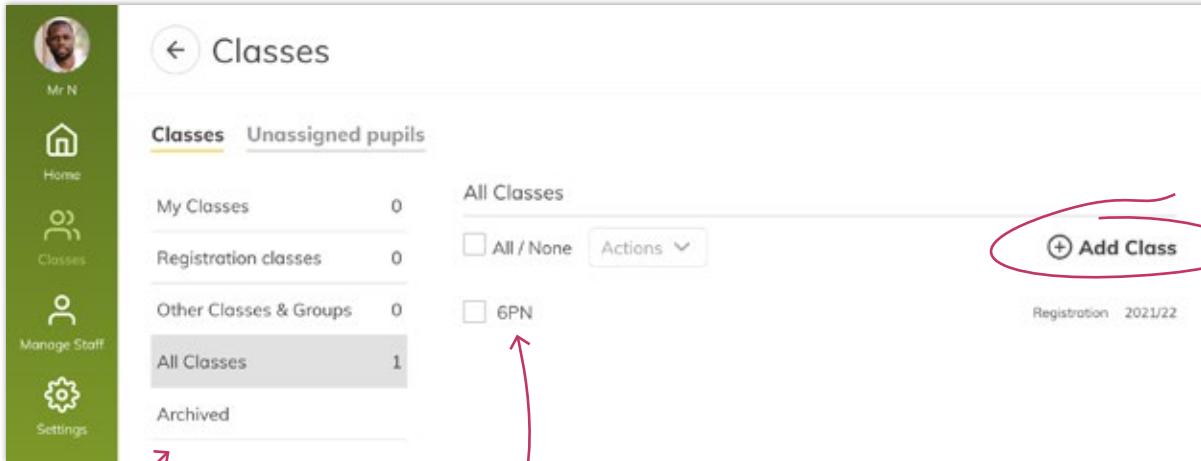 Mr N
Home
Classes
Manage Staff
Settings
Classes
Classes Unassigned pupils
My Classes 0
Registration classes 0
Other Classes & Groups 0
All Classes 1
Archived
All Classes
All / None Actions Add Class
6PN Registration 2021/22